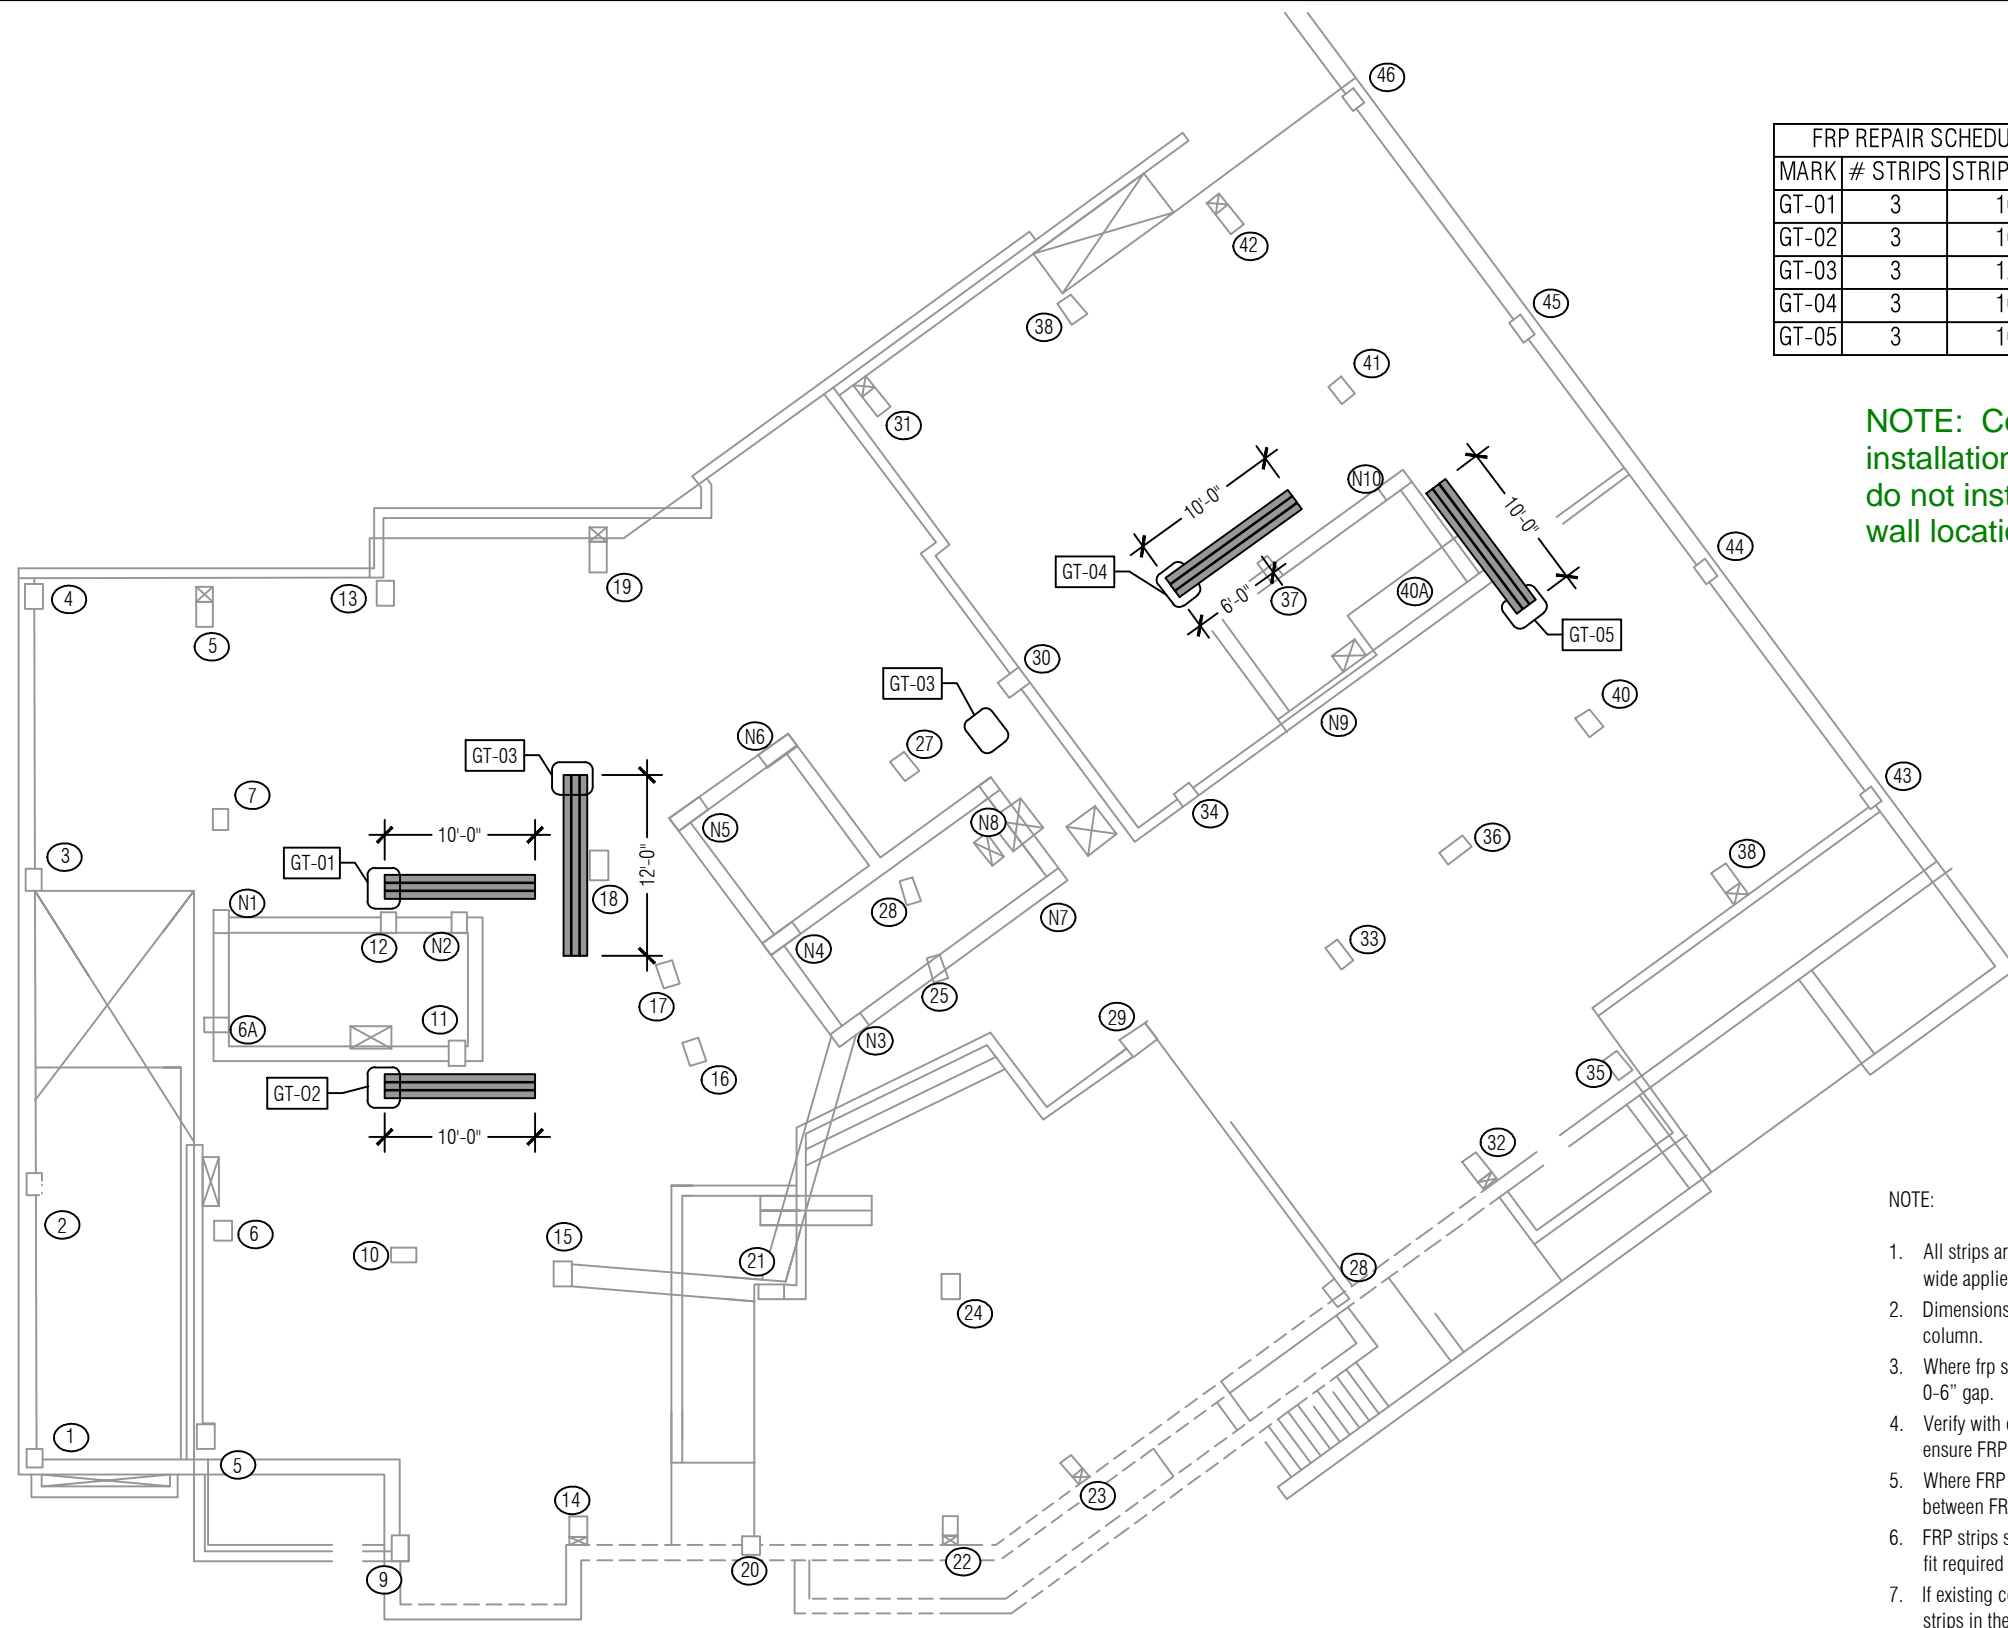 46
FRP REPAIR SCHEDU
MARK # STRIPS STRIP
GT-01 3 1
GT-02 3 1
GT-03 3 1
GT-04 3 1
GT-05 3 1
42
45
38
41
NOTE: Co
installation
do not inst
wall locatio
31
N10
10'-0"
10'-0"
44
19
GT-04
4
13
37
40A
6'-0"
GT-05
5
30
GT-03
40
N6
N9
27
GT-03
43
7
34
N5
N8
10'-0"
36
3
38
GT-01
12'-0"
18
N1
28
N7
33
12
N2
N4
25
17
11
29
6A
N3
35
16
GT-02
10'-0"
32
NOTE:
2
6
15
10
21
28
1. All strips ar
wide applie
24
2. Dimensions
column.
3. Where frp s
0-6” gap.
1
4. Verify with
ensure FRP
5
5. Where FRP
between FR
23
14
6. FRP strips s
fit required
20
22
9
7. If existing co
strips in the